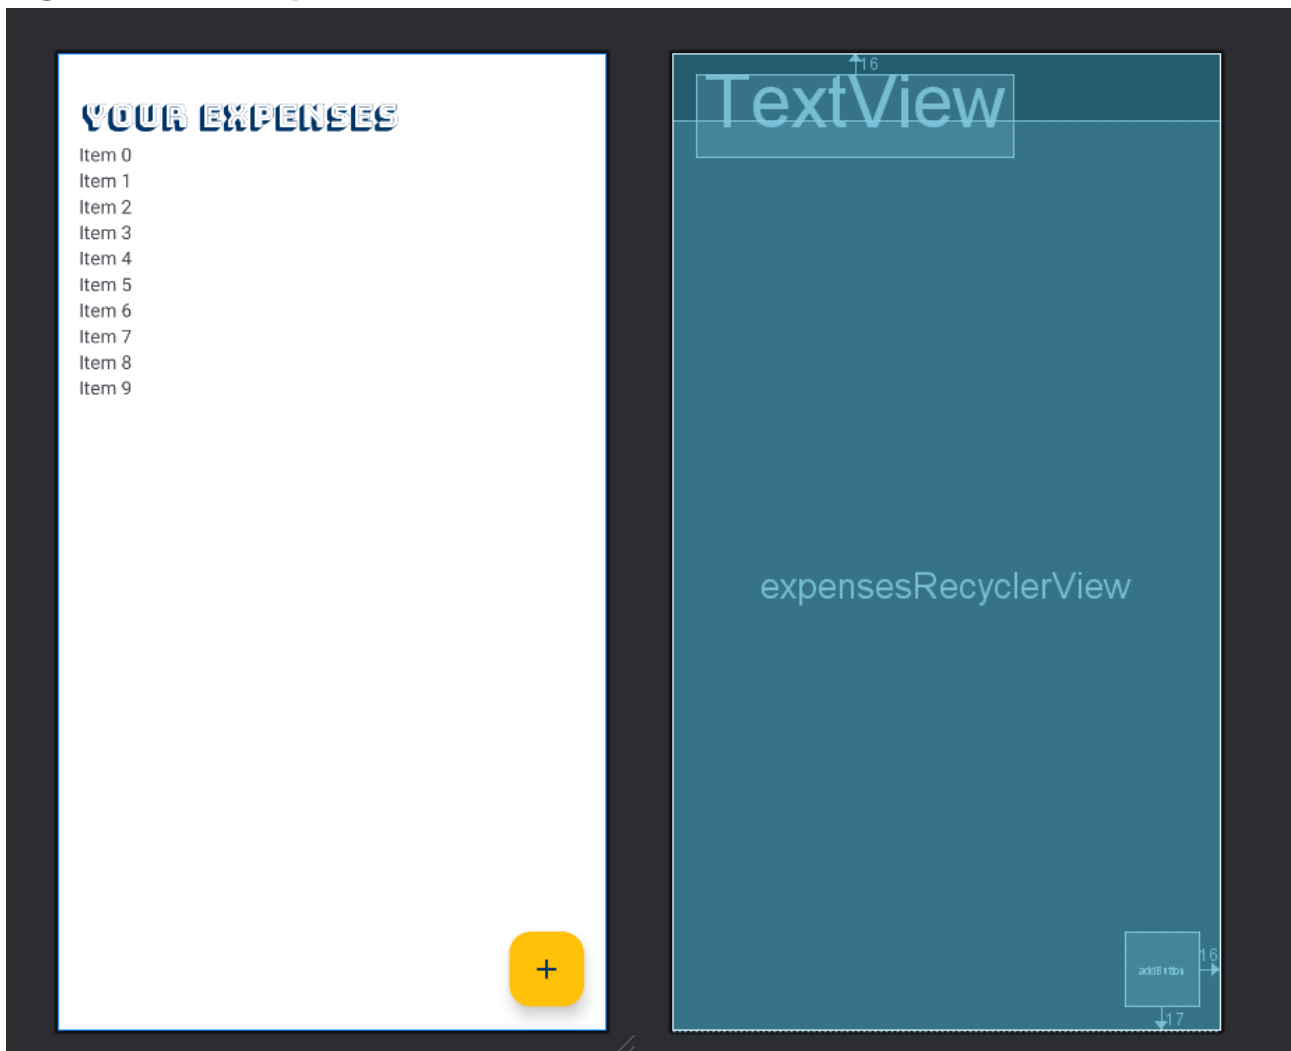 YOUR EXPENSES
Item 0
Item 1
Item 2
Item 3
Item 4
Item 5
Item 6
Item 7
Item 8
Item 9
+
16
TextView
expensesRecyclerView
addButton
16
17